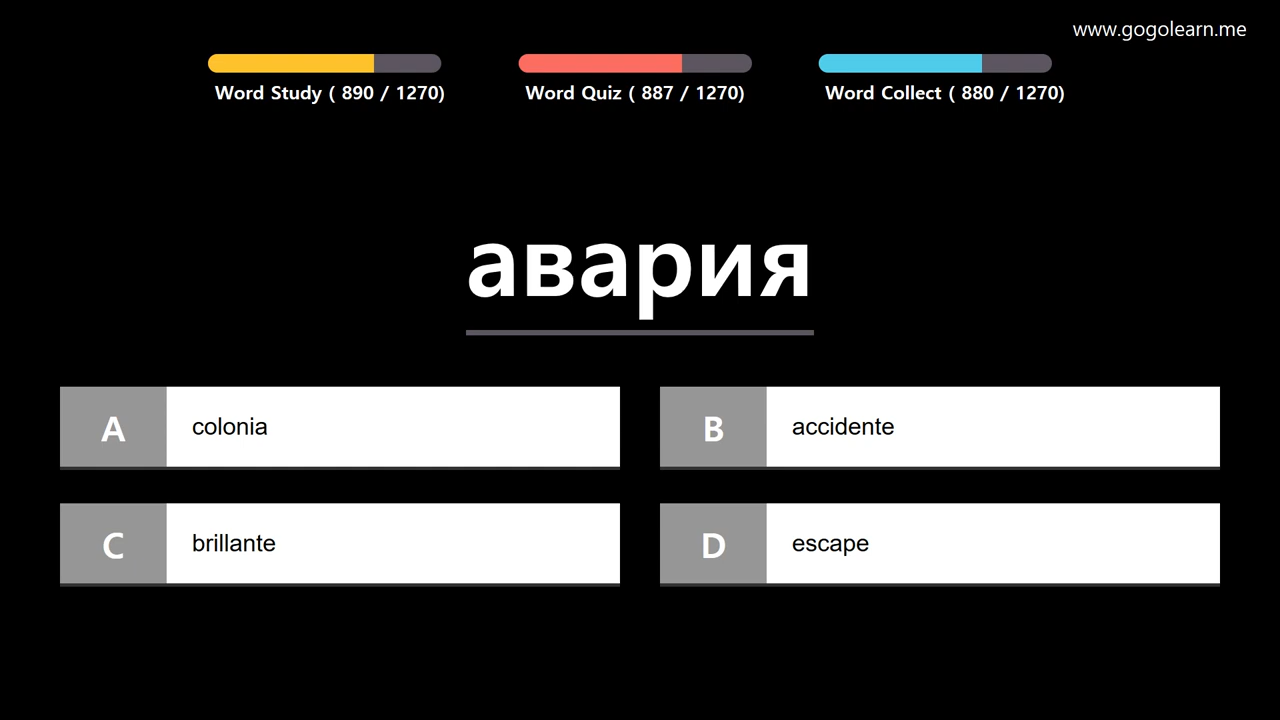 www.gogolearn.me
Word Study ( 890 / 1270)
Word Quiz ( 887 / 1270)
Word Collect ( 880 / 1270)
авария
A colonia
B accidente
C brillante
D escape